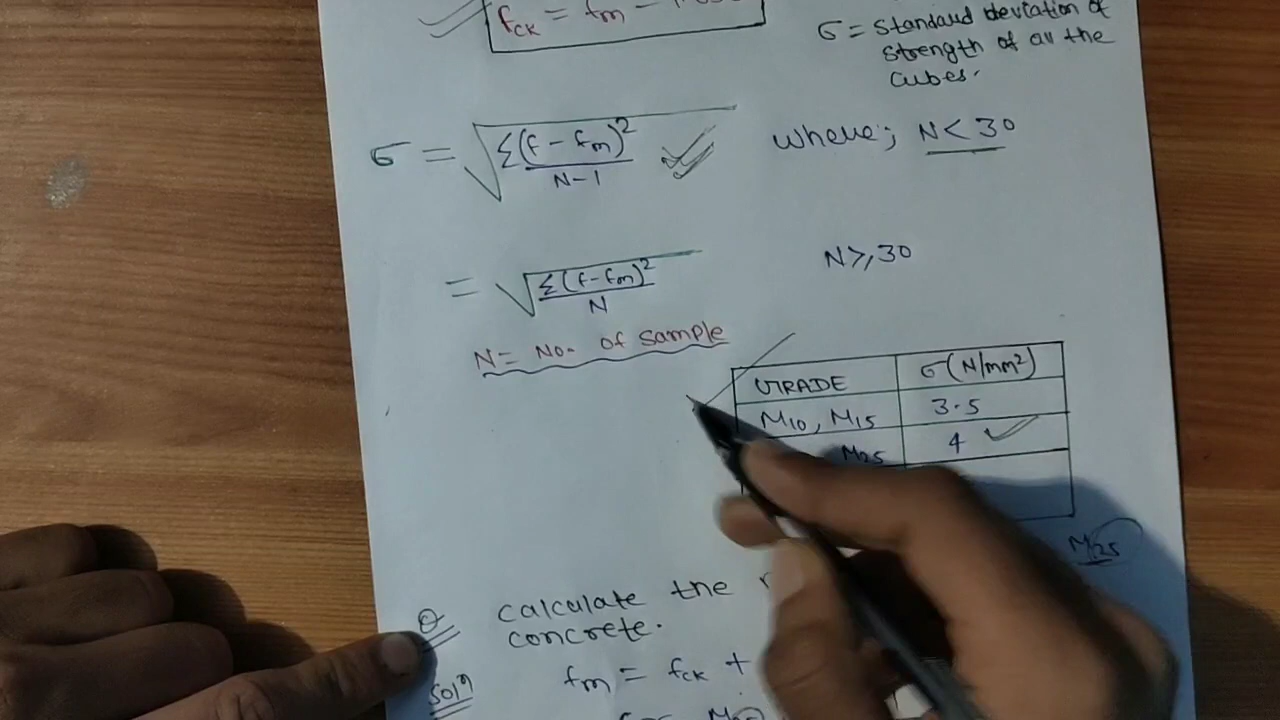 fck = fm −
σ = standard deviation of
strength of all the
cubes.
σ = √Σ(f − fm)² / N−1 where; N < 30
= √Σ(f−fm)² / N N ≥ 30
N = No. of sample
GRADE σ(N/mm²)
M10, M15 3.5
M25 4
M25
Q calculate the
concrete.
Solⁿ fm = fck +